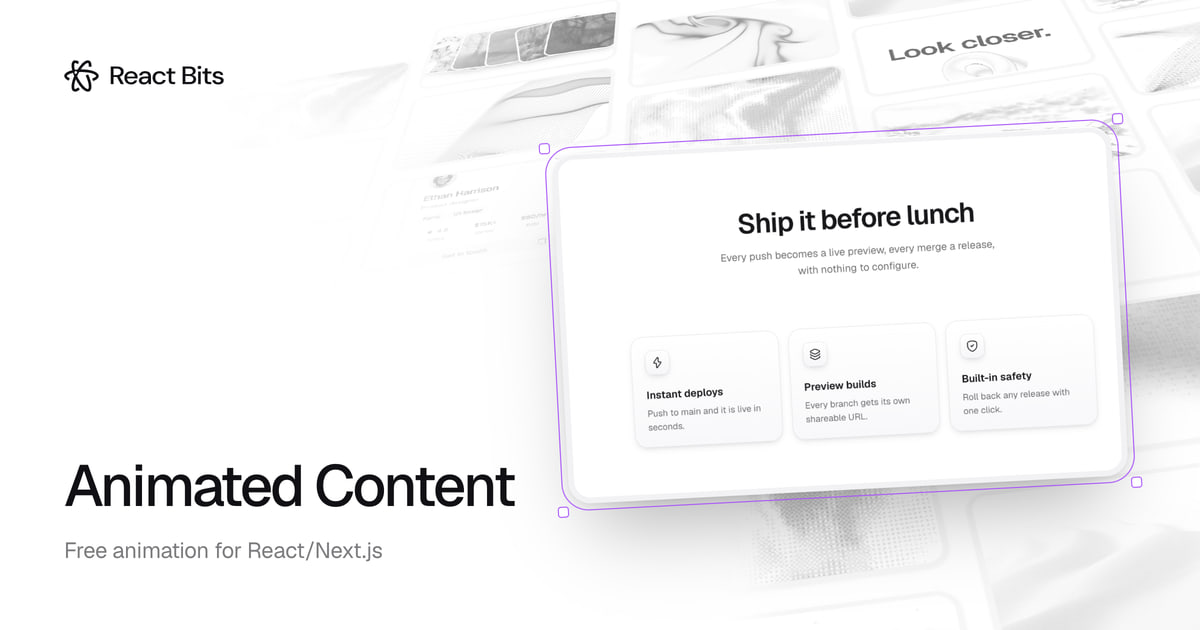 React Bits
Look closer.
Ethan Harrison
Ship it before lunch
Every push becomes a live preview, every merge a release,
with nothing to configure.
Instant deploys
Push to main and it is live in
seconds.
Preview builds
Every branch gets its own
shareable URL.
Built-in safety
Roll back any release with
one click.
Animated Content
Free animation for React/Next.js